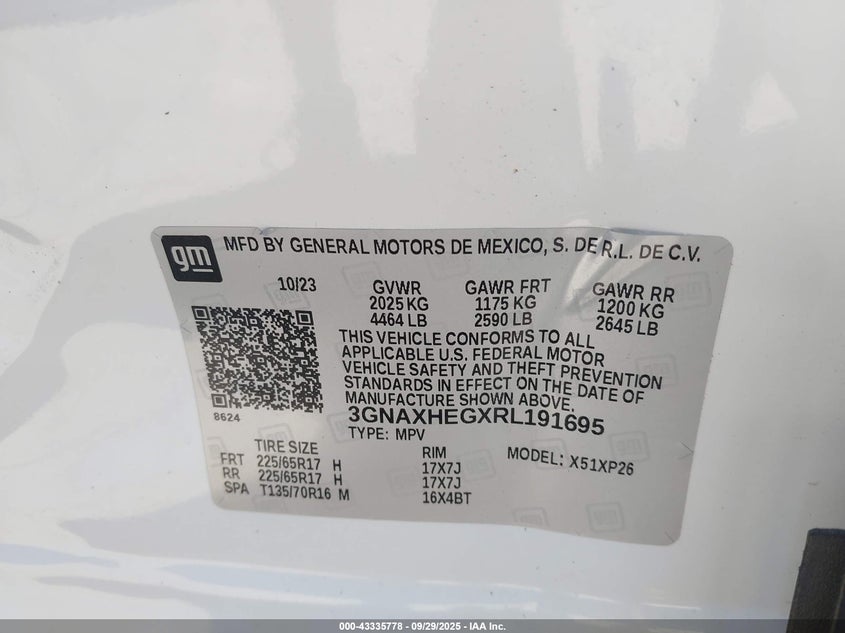 gm MFD BY GENERAL MOTORS DE MEXICO, S. DE R.L. DE C.V.
10/23 GVWR GAWR FRT GAWR RR
2025 KG 1175 KG 1200 KG
4464 LB 2590 LB 2645 LB
THIS VEHICLE CONFORMS TO ALL
APPLICABLE U.S. FEDERAL MOTOR
VEHICLE SAFETY AND THEFT PREVENTION
STANDARDS IN EFFECT ON THE DATE OF
MANUFACTURE SHOWN ABOVE.
8624
3GNAXHEGXRL191695
TYPE: MPV
TIRE SIZE RIM MODEL: X51XP26
FRT 225/65R17 H 17X7J
RR 225/65R17 H 17X7J
SPA T135/70R16 M 16X4BT
000-43335778 - 09/29/2025 - IAA Inc.